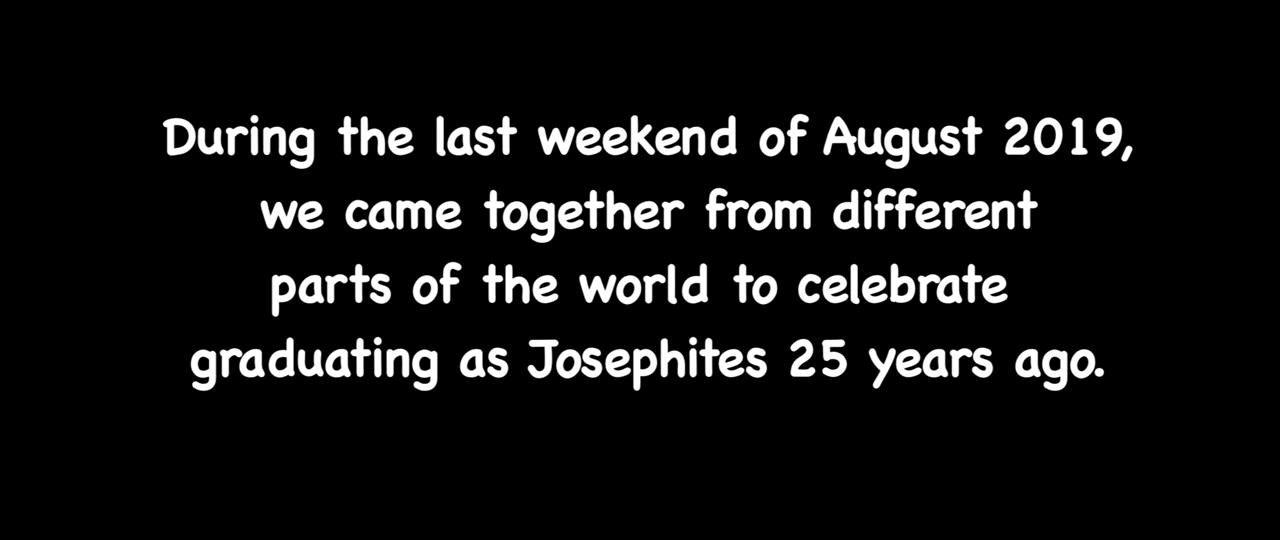 During the last weekend of August 2019,
we came together from different
parts of the world to celebrate
graduating as Josephites 25 years ago.